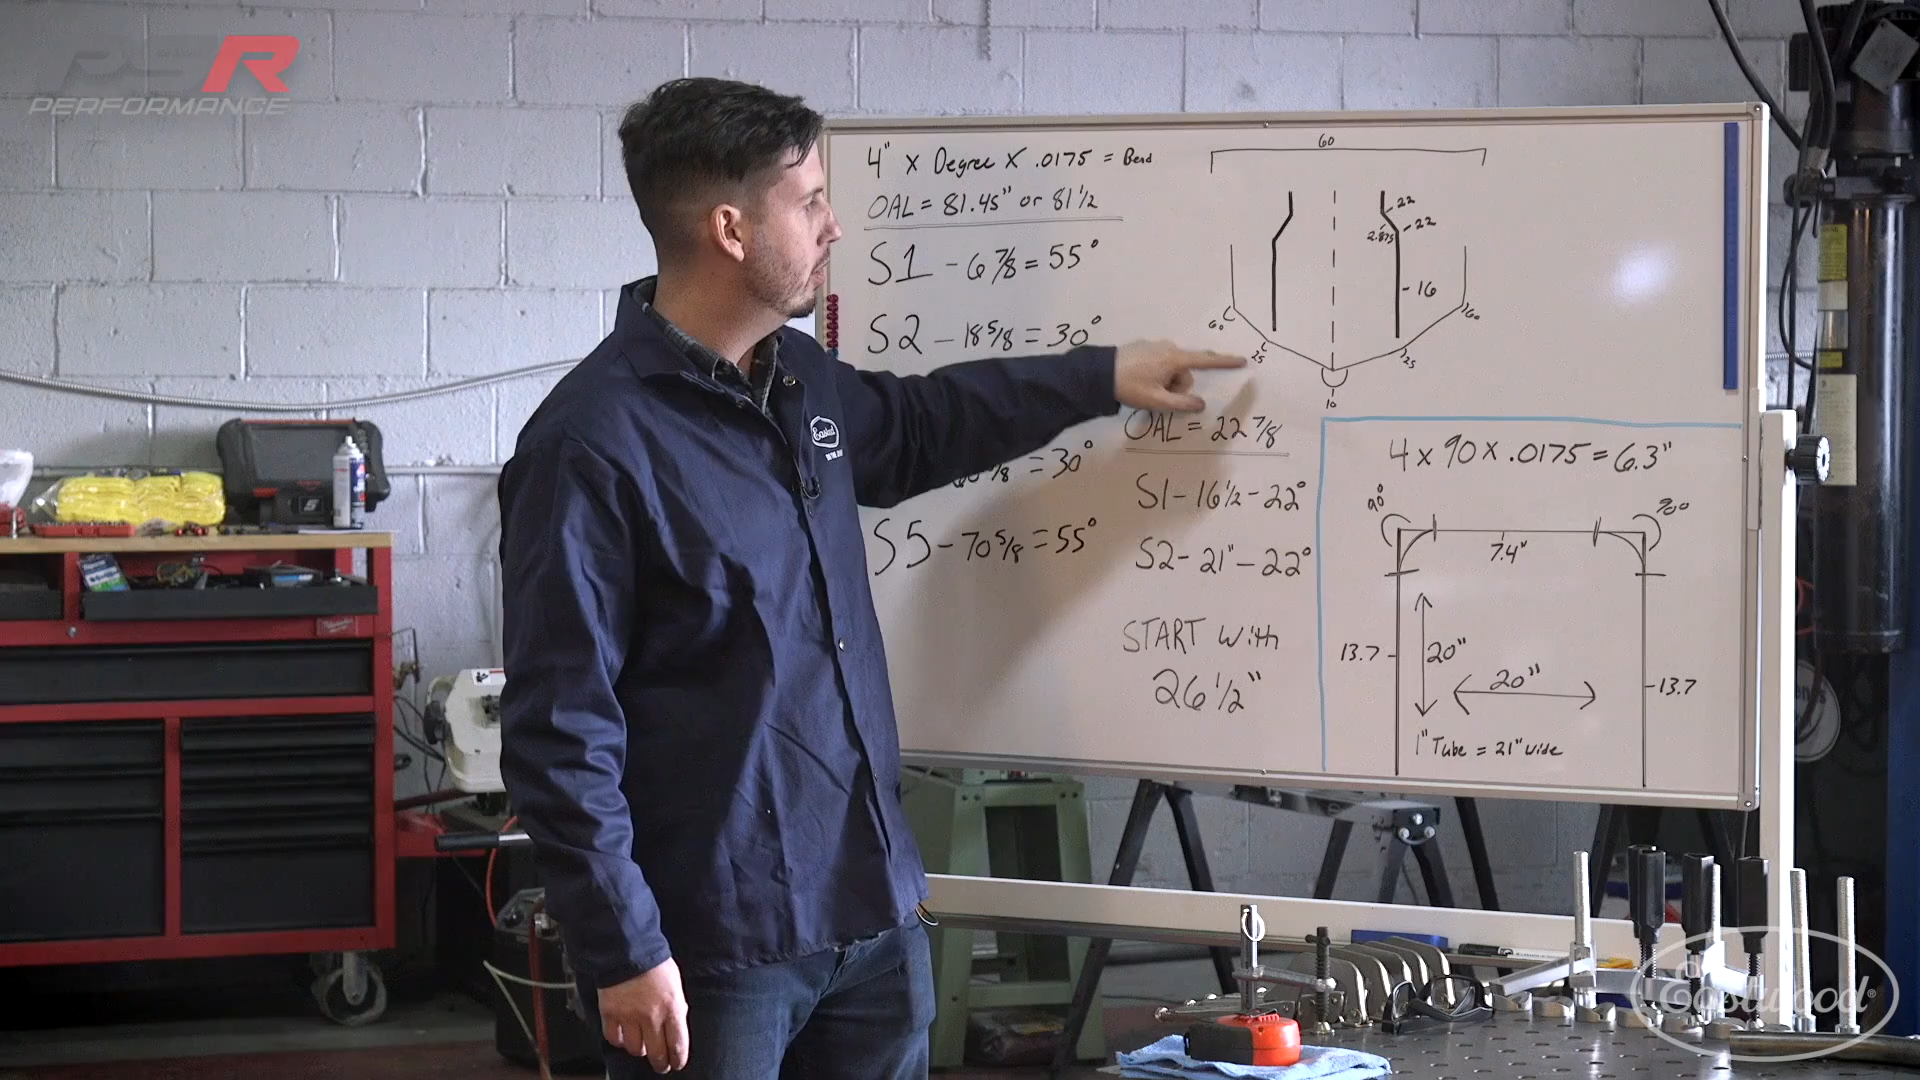 PSR
PERFORMANCE
4" x Degree x .0175 = Bend
OAL = 81.45" or 81 1/2
S1 - 6 7/8 = 55°
S2 - 18 5/8 = 30°
/8 = 30°
S5 - 70 5/8 = 55°
60
22
2.875
22
16
60
60
25
25
10
OAL = 22 7/8
S1 - 16 1/2 - 22°
S2 - 21" - 22°
START with
26 1/2"
4 x 90 x .0175 = 6.3"
90°
90°
7.4"
13.7
20"
20"
13.7
1" Tube = 21" wide
Eastwood
Eastwood